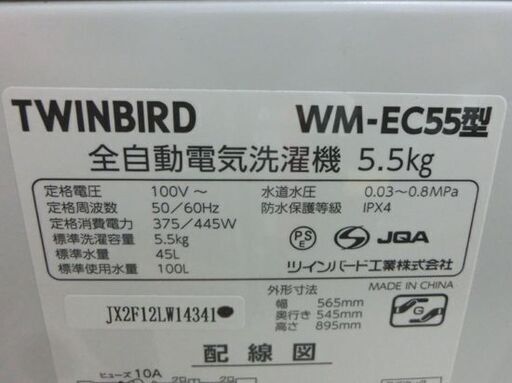 TWINBIRD WM-EC55型
全自動電気洗濯機 5.5kg
定格電圧 100V～
定格周波数 50/60Hz
定格消費電力 375/445W
標準洗濯容量 5.5kg
標準水量 45L
標準使用水量 100L
水道水圧 0.03～0.8MPa
防水保護等級 IPX4
PS E JQA
ツインバード工業株式会社
外形寸法
幅 565mm
奥行き 545mm
高さ 895mm
MADE IN CHINA
G
JX2F12LW14341●
配線図
ヒューズ 10A